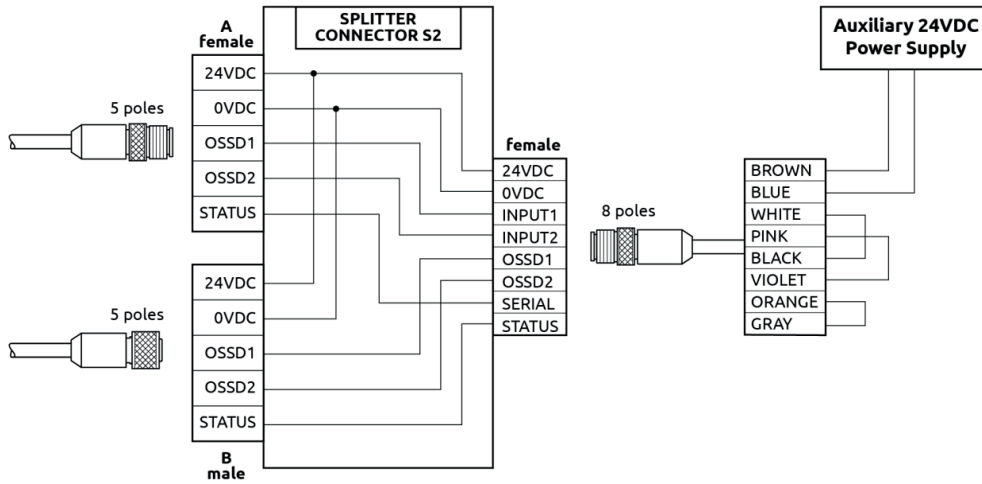 SPLITTER
CONNECTOR S2
A
female
24VDC
0VDC
OSSD1
OSSD2
STATUS
5 poles
24VDC
0VDC
OSSD1
OSSD2
STATUS
5 poles
B
male
female
24VDC
0VDC
INPUT1
INPUT2
OSSD1
OSSD2
SERIAL
STATUS
8 poles
Auxiliary 24VDC
Power Supply
BROWN
BLUE
WHITE
PINK
BLACK
VIOLET
ORANGE
GRAY